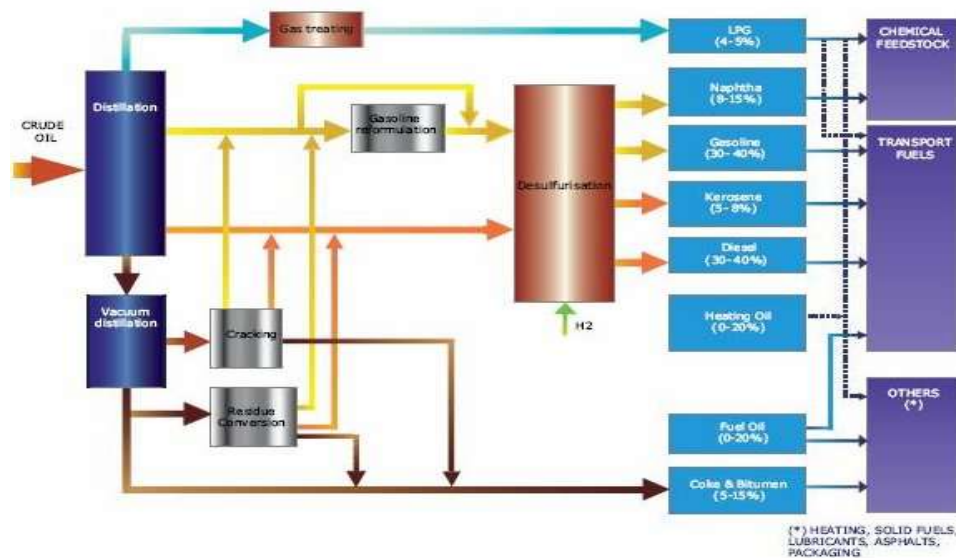 Gas treating
LPG
(4-5%)
CHEMICAL
FEEDSTOCK
Distillation
Naphtha
(8-15%)
CRUDE
OIL
Gasoline
reformulation
Gasoline
(30-40%)
TRANSPORT
FUELS
Desulfurisation
Kerosene
(5-8%)
Diesel
(30-40%)
Vacuum
distillation
Heating Oil
(0-20%)
H2
Cracking
Residue
Conversion
OTHERS
(*)
Fuel Oil
(0-20%)
Coke & Bitumen
(5-15%)
(*) HEATING, SOLID FUELS,
LUBRICANTS, ASPHALTS,
PACKAGING